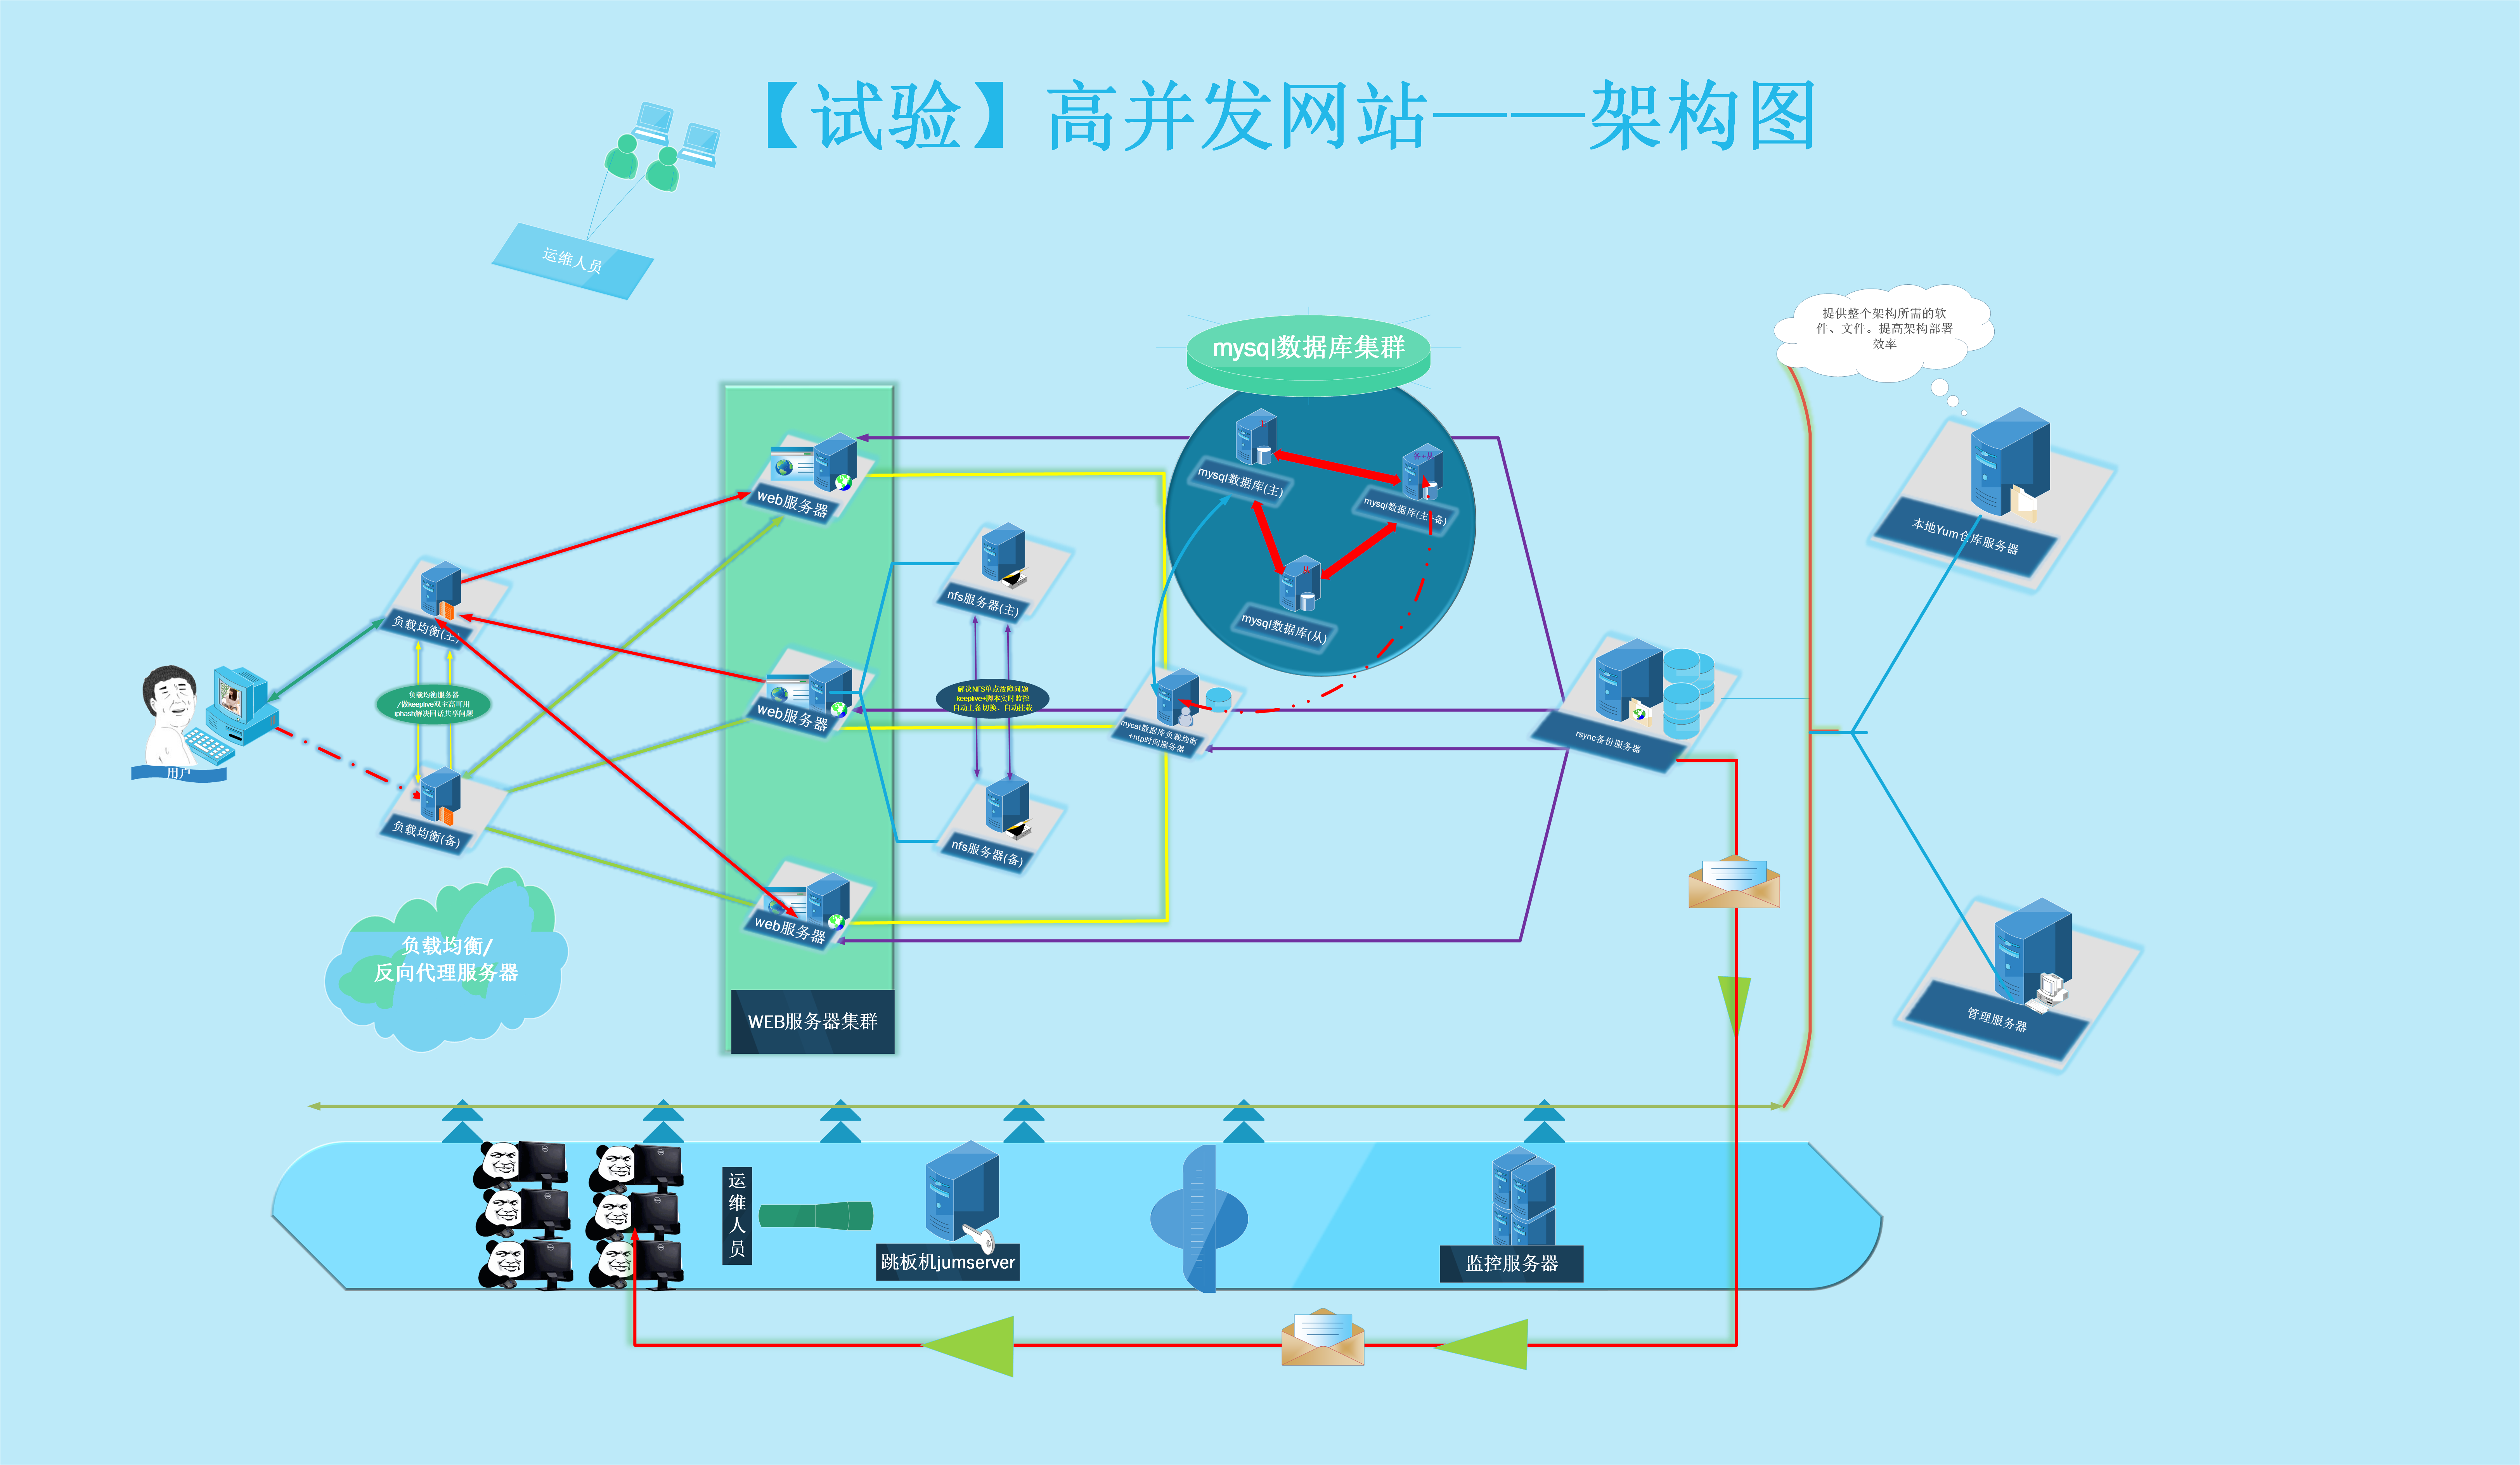 【试验】高并发网站——架构图
运维人员
提供整个架构所需的软
件、文件。提高架构部署
效率
mysql数据库集群
主
备+从
mysql数据库(主)
mysql数据库(主+备)
从
mysql数据库(从)
web服务器
本地Yum仓库服务器
nfs服务器(主)
负载均衡(主)
负载均衡服务器
/做keeplive双主高可用
iphash解决回话共享问题
解决NFS单点故障问题
keeplive+脚本实时监控
自动主备切换、自动挂载
web服务器
mycat数据库负载均衡
+ntp时间服务器
rsync备份服务器
用户
负载均衡(备)
nfs服务器(备)
web服务器
负载均衡/
反向代理服务器
WEB服务器集群
管理服务器
运
维
人
员
跳板机jumserver
监控服务器